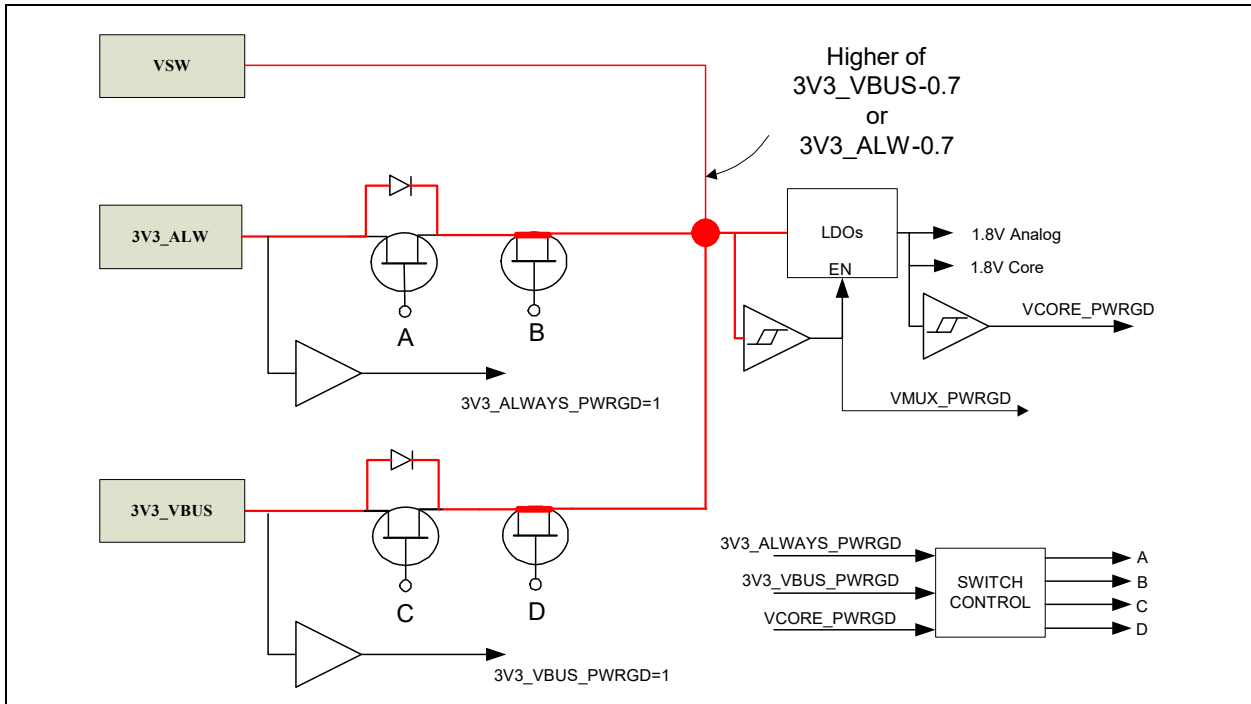 VSW
Higher of
3V3_VBUS-0.7
or
3V3_ALW-0.7
3V3_ALW
A
B
LDOs
EN
1.8V Analog
1.8V Core
VCORE_PWRGD
VMUX_PWRGD
3V3_ALWAYS_PWRGD=1
3V3_VBUS
C
D
3V3_VBUS_PWRGD=1
3V3_ALWAYS_PWRGD
3V3_VBUS_PWRGD
VCORE_PWRGD
SWITCH
CONTROL
A
B
C
D